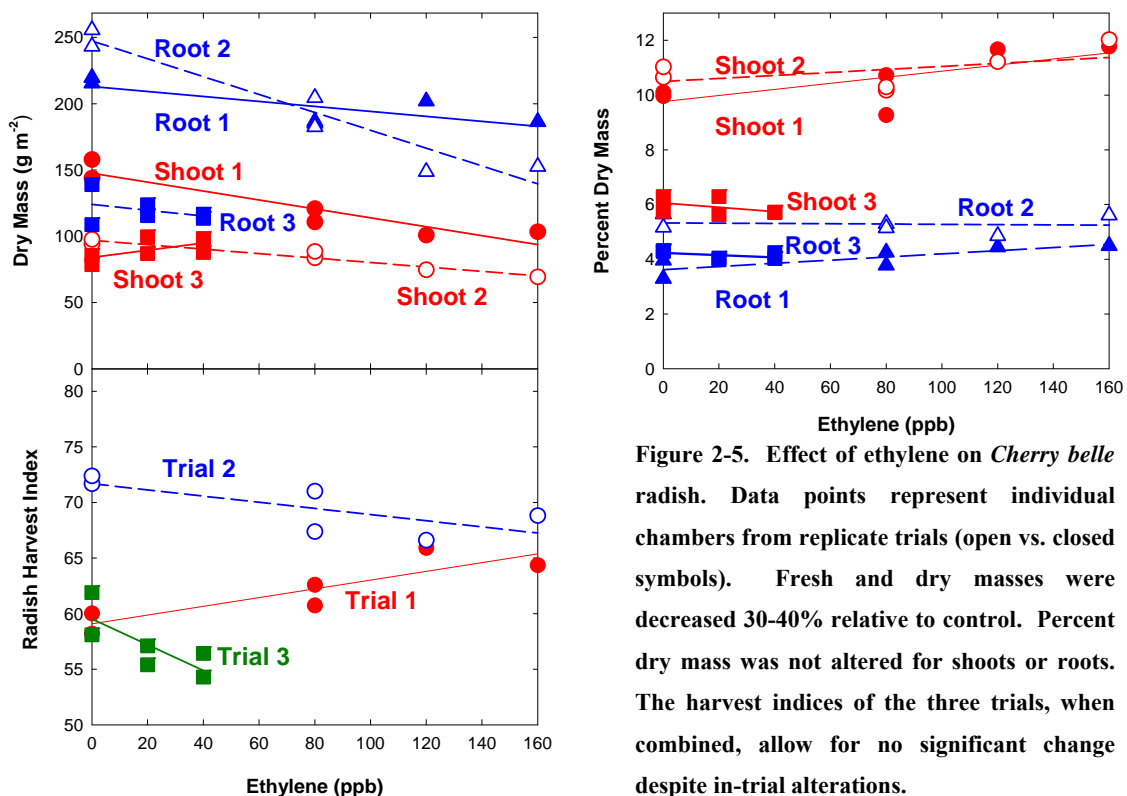 250
200
150
100
50
0
Dry Mass (g m-2)
Root 2
Root 1
Shoot 1
Root 3
Shoot 3
Shoot 2
12
10
8
6
4
2
0
Percent Dry Mass
Shoot 2
Shoot 1
Shoot 3
Root 2
Root 3
Root 1
0 20 40 60 80 100 120 140 160
Ethylene (ppb)
80
75
70
65
60
55
50
Radish Harvest Index
Trial 2
Trial 1
Trial 3
0 20 40 60 80 100 120 140 160
Ethylene (ppb)
Figure 2-5. Effect of ethylene on Cherry belle
radish. Data points represent individual
chambers from replicate trials (open vs. closed
symbols). Fresh and dry masses were
decreased 30-40% relative to control. Percent
dry mass was not altered for shoots or roots.
The harvest indices of the three trials, when
combined, allow for no significant change
despite in-trial alterations.